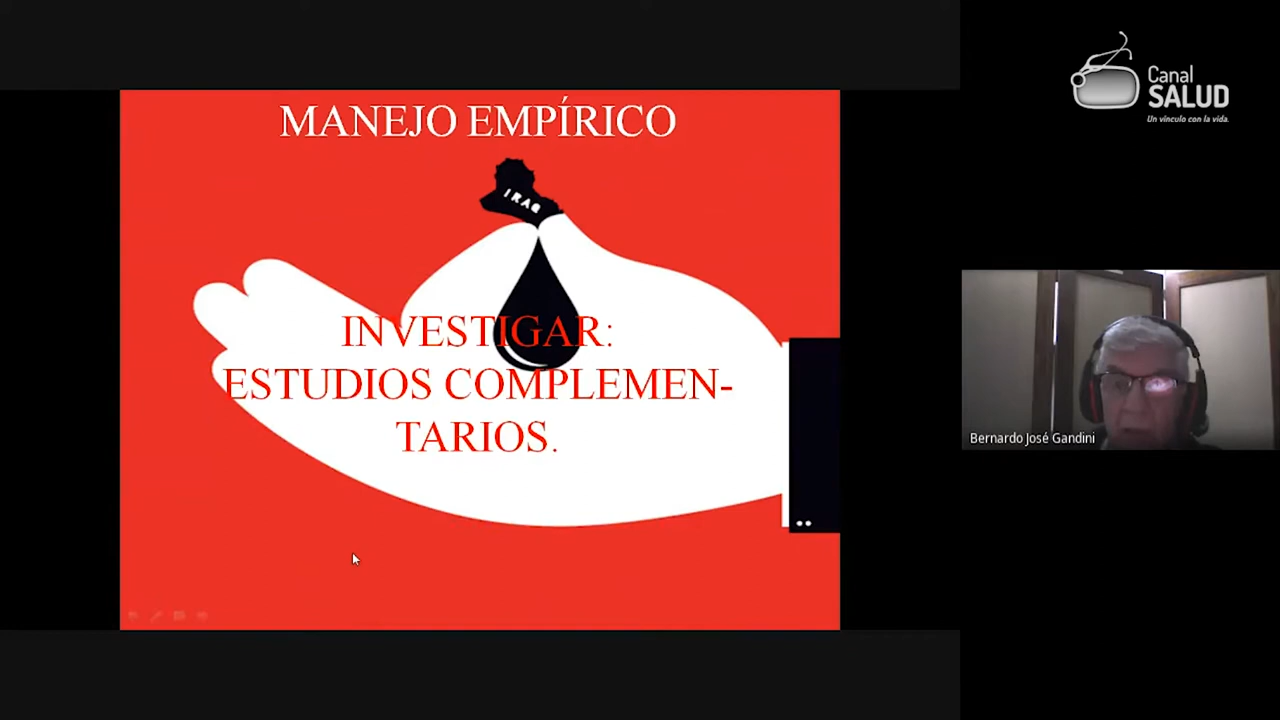 MANEJO EMPÍRICO
IRAQ
INVESTIGAR:
ESTUDIOS COMPLEMEN-
TARIOS.
Canal
SALUD
Un vínculo con la vida.
Bernardo José Gandini